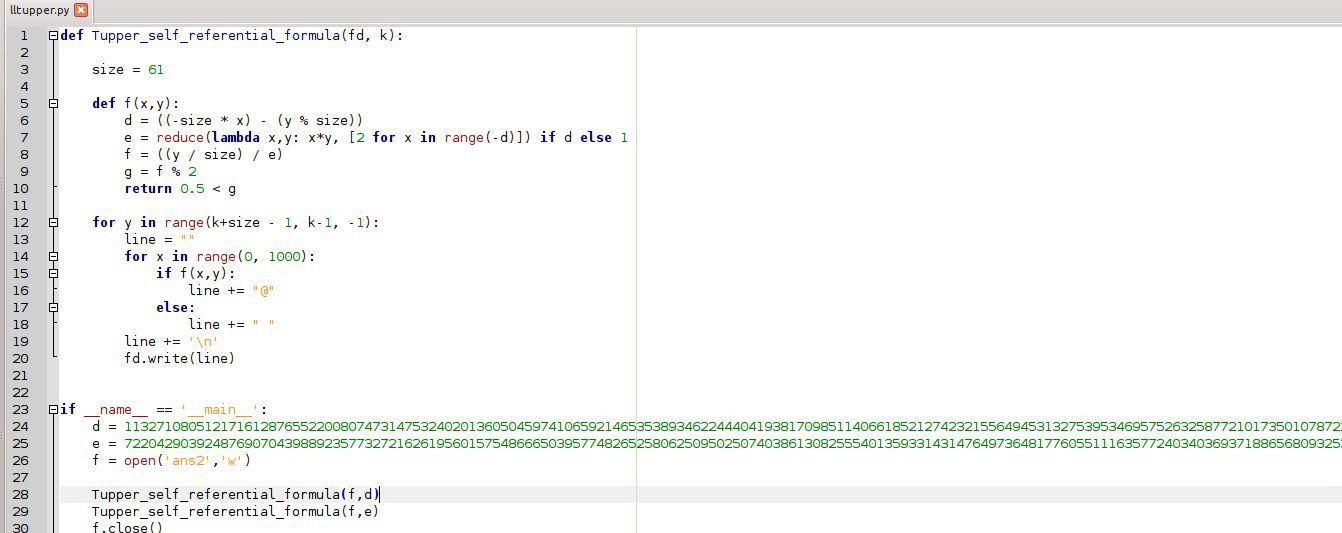 lltupper.py
1 def Tupper_self_referential_formula(fd, k):
2
3     size = 61
4
5     def f(x,y):
6         d = ((-size * x) - (y % size))
7         e = reduce(lambda x,y: x*y, [2 for x in range(-d)]) if d else 1
8         f = ((y / size) / e)
9         g = f % 2
10         return 0.5 < g
11
12     for y in range(k+size - 1, k-1, -1):
13         line = ""
14         for x in range(0, 1000):
15             if f(x,y):
16                 line += "@"
17             else:
18                 line += " "
19         line += '\n'
20         fd.write(line)
21
22
23 if __name__ == '__main__':
24     d = 11327108051217161287655220080747314753240201360504597410659214653538934622444041938170985114066185212742321556494531327539534695752632587721017350107872
25     e = 72204290392487690704398892357732721626195601575486665039577482652580625095025074038613082555401359331431476497364817760551116357724034036937188656809325
26     f = open('ans2','w')
27
28     Tupper_self_referential_formula(f,d)
29     Tupper_self_referential_formula(f,e)
30     f.close()